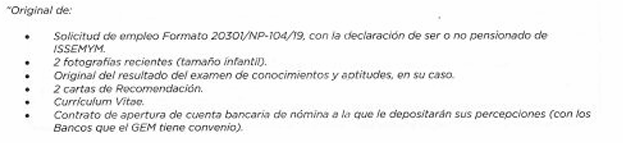 "Original de:
• Solicitud de empleo Formato 20301/NP-104/19, con la declaración de ser o no pensionado de
ISSEMYM.
• 2 fotografías recientes (tamaño infantil).
• Original del resultado del examen de conocimientos y aptitudes, en su caso.
• 2 cartas de Recomendación.
• Currículum Vitae.
• Contrato de apertura de cuenta bancaria de nómina a la que le depositarán sus percepciones (con los
Bancos que el GEM tiene convenio).